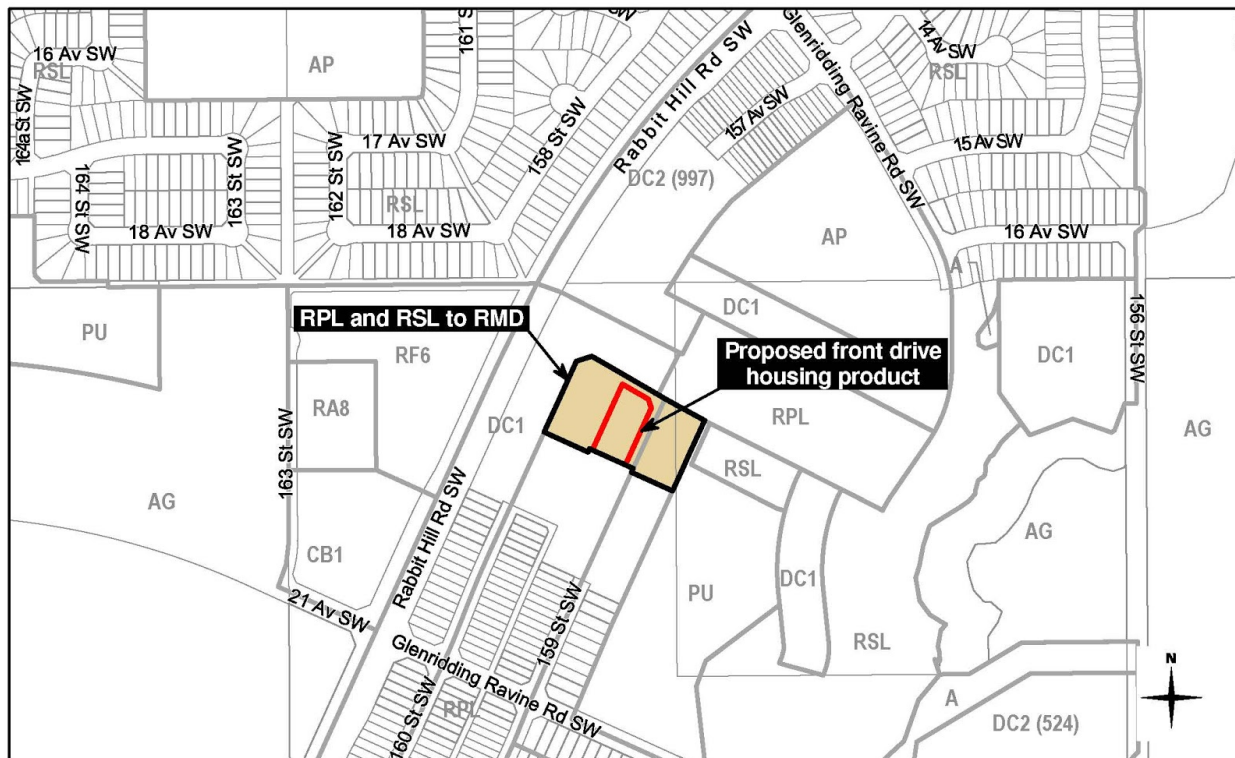 16 Av SW
RSL
164a St SW
AP
161 S
Rabbit Hill Rd SW
Glenridding Ravine Rd SW
14 Av SW
RSL
157 Av SW
17 Av SW
158 St SW
15 Av SW
164 St SW
163 St SW
162 St SW
RSL
DC2 (997)
18 Av SW
18 Av SW
AP
16 Av SW
A
PU
RPL and RSL to RMD
RF6
DC1
Proposed front drive
housing product
DC1
156 St SW
RA8
DC1
RPL
AG
163 St SW
RSL
AG
AG
CB1
Rabbit Hill Rd SW
21 Av SW
159 St SW
PU
DC1
RSL
Glenridding Ravine Rd SW
160 St SW
RPL
A
DC2 (524)
N